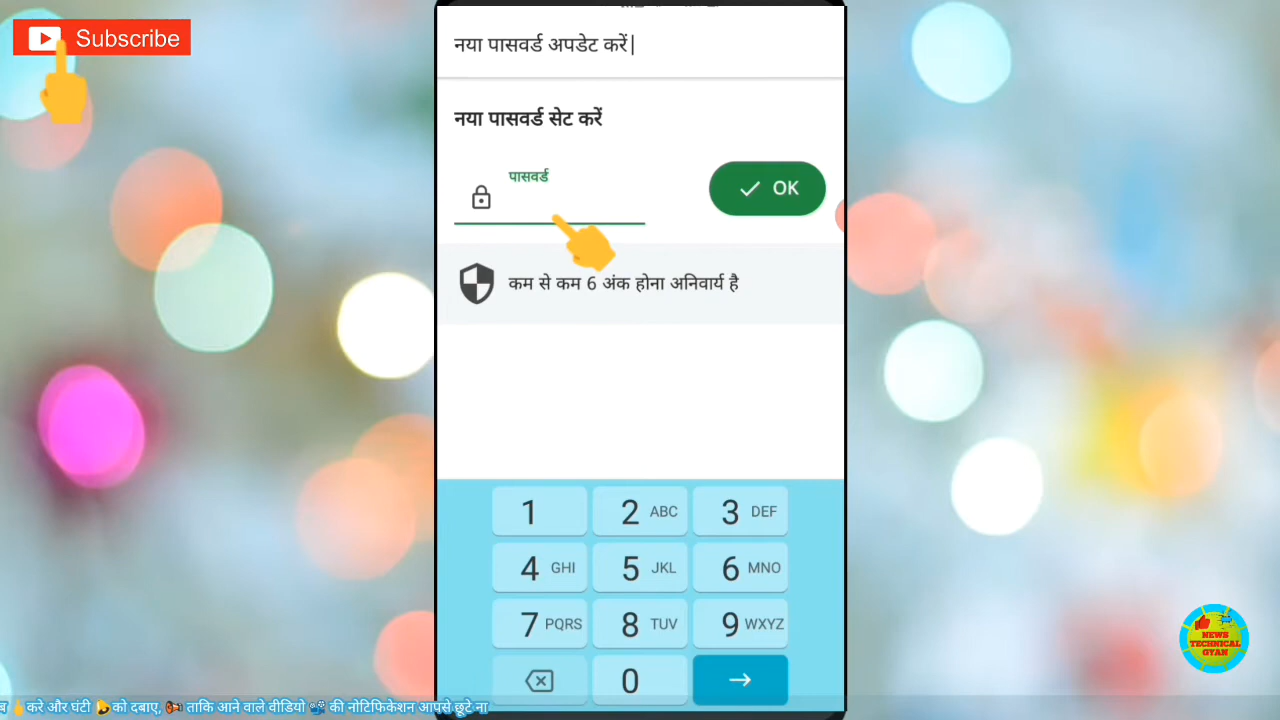 Subscribe
नया पासवर्ड अपडेट करें
नया पासवर्ड सेट करें
पासवर्ड
OK
कम से कम 6 अंक होना अनिवार्य है
1
2 ABC
3 DEF
4 GHI
5 JKL
6 MNO
7 PQRS
8 TUV
9 WXYZ
0
NEWS
TECHNICAL
GYAN
करे और घंटी को दबाए, ताकि आने वाले वीडियो की नोटिफिकेशन आपसे छूटे ना